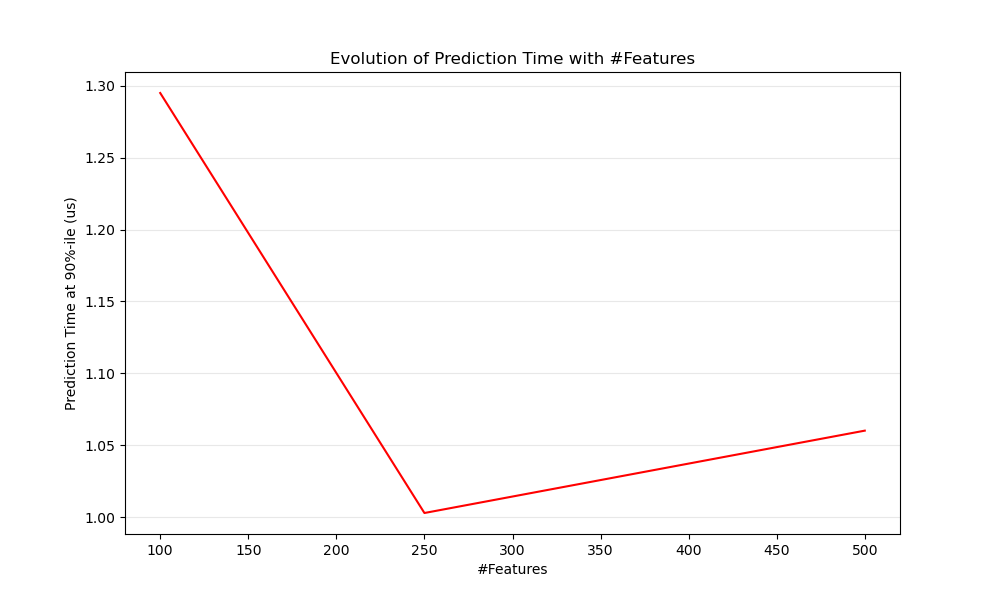 Evolution of Prediction Time with #Features
Prediction Time at 90%-ile (us)
1.30
1.25
1.20
1.15
1.10
1.05
1.00
100 150 200 250 300 350 400 450 500
#Features